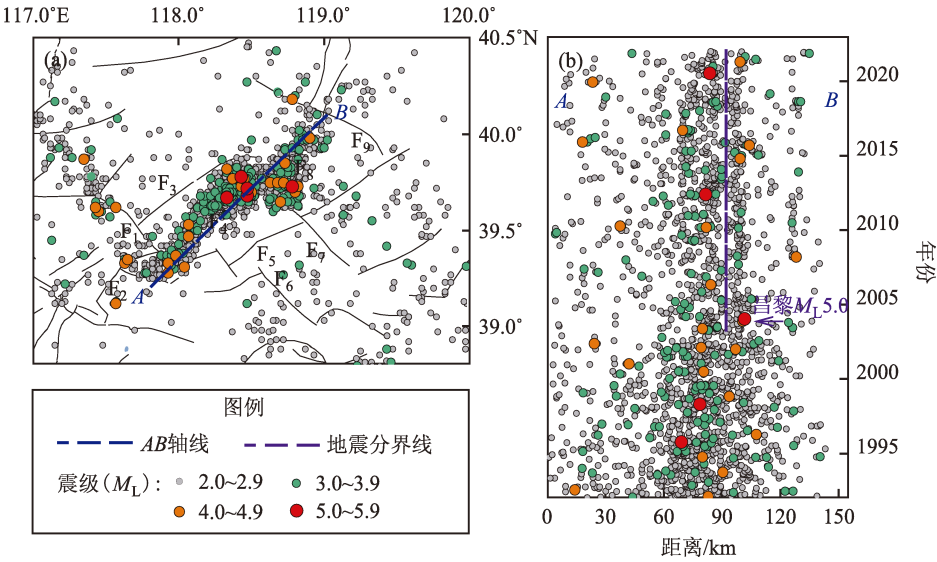 117.0°E 118.0° 119.0° 120.0°
(a)
40.5°N
40.0°
39.5°
39.0°
A
B
F1
F2
F3
F4
F5
F6
F7
F8
F9
图例
AB轴线
地震分界线
震级(ML):
2.0~2.9
3.0~3.9
4.0~4.9
5.0~5.9
(b)
A
B
昌黎ML5.0
2020
2015
2010
2005
2000
1995
年份
0 30 60 90 120 150
距离/km